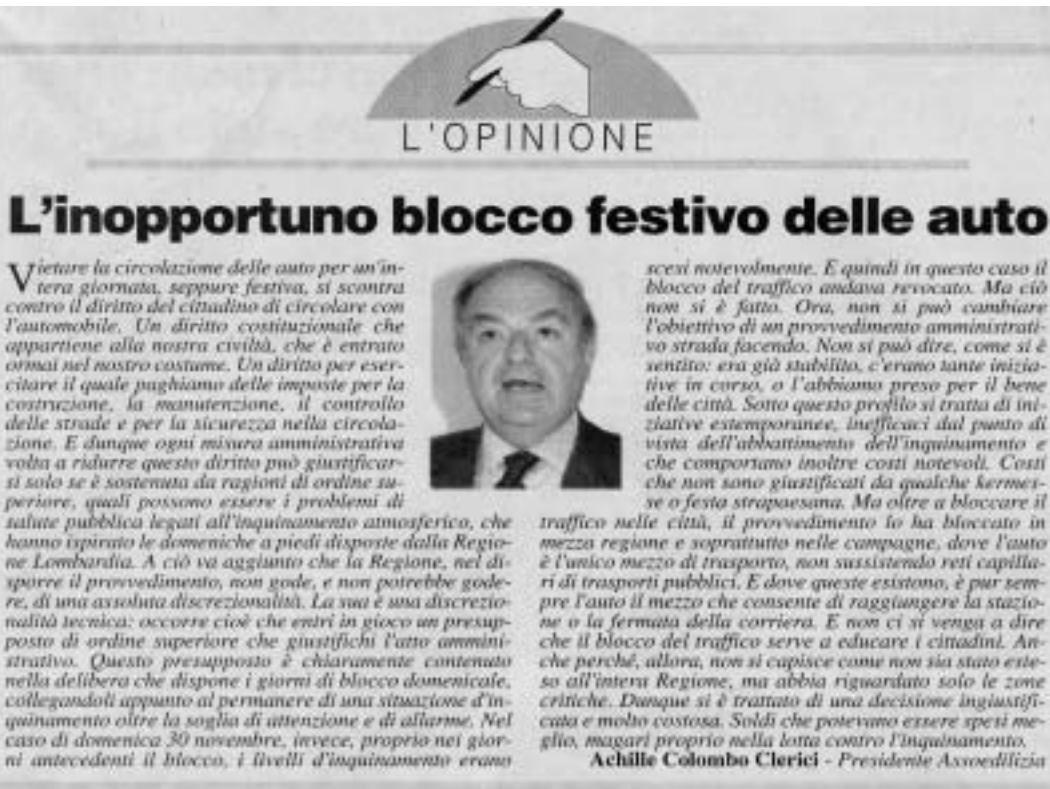 L'OPINIONE
L'inopportuno blocco festivo delle auto
Vietare la circolazione delle auto per un'in-
tera giornata, seppure festiva, si scontra
contro il diritto del cittadino di circolare con
l'automobile. Un diritto costituzionale che
appartiene alla nostra civiltà, che è entrato
ormai nel nostro costume. Un diritto per eser-
citare il quale paghiamo delle imposte per la
costruzione, la manutenzione, il controllo
delle strade e per la sicurezza nella circola-
zione. E dunque ogni misura amministrativa
volta a ridurre questo diritto può giustificar-
si solo se è sostenuta da ragioni di ordine su-
periore, quali possono essere i problemi di
salute pubblica legati all'inquinamento atmosferico, che
hanno ispirato le domeniche a piedi disposte dalla Regio-
ne Lombardia. A ciò va aggiunto che la Regione, nel di-
sporre il provvedimento, non gode, e non potrebbe gode-
re, di una assoluta discrezionalità. La sua è una discrezio-
nalità tecnica: occorre cioè che entri in gioco un presup-
posto di ordine superiore che giustifichi l'atto ammini-
strativo. Questo presupposto è chiaramente contenuto
nella delibera che dispone i giorni di blocco domenicale,
collegandoli appunto al permanere di una situazione d'in-
quinamento oltre la soglia di attenzione e di allarme. Nel
caso di domenica 30 novembre, invece, proprio nei gior-
ni antecedenti il blocco, i livelli d'inquinamento erano
scesi notevolmente. E quindi in questo caso il
blocco del traffico andava revocato. Ma ciò
non si è fatto. Ora, non si può cambiare
l'obiettivo di un provvedimento amministrati-
vo strada facendo. Non si può dire, come si è
sentito: era già stabilito, c'erano tante inizia-
tive in corso, o l'abbiamo preso per il bene
delle città. Sotto questo profilo si tratta di ini-
ziative estemporanee, inefficaci dal punto di
vista dell'abbattimento dell'inquinamento e
che comportano inoltre costi notevoli. Costi
che non sono giustificati da qualche kermes-
se o festa strapaesana. Ma oltre a bloccare il
traffico nelle città, il provvedimento lo ha bloccato in
mezza regione e soprattutto nelle campagne, dove l'auto
è l'unico mezzo di trasporto, non sussistendo reti capilla-
ri di trasporti pubblici. E dove queste esistono, è pur sem-
pre l'auto il mezzo che consente di raggiungere la stazio-
ne o la fermata della corriera. E non ci si venga a dire
che il blocco del traffico serve a educare i cittadini. An-
che perché, allora, non si capisce come non sia stato este-
so all'intera Regione, ma abbia riguardato solo le zone
critiche. Dunque si è trattato di una decisione ingiustifi-
cata e molto costosa. Soldi che potevano essere spesi me-
glio, magari proprio nella lotta contro l'inquinamento.
Achille Colombo Clerici - Presidente Assoedilizia